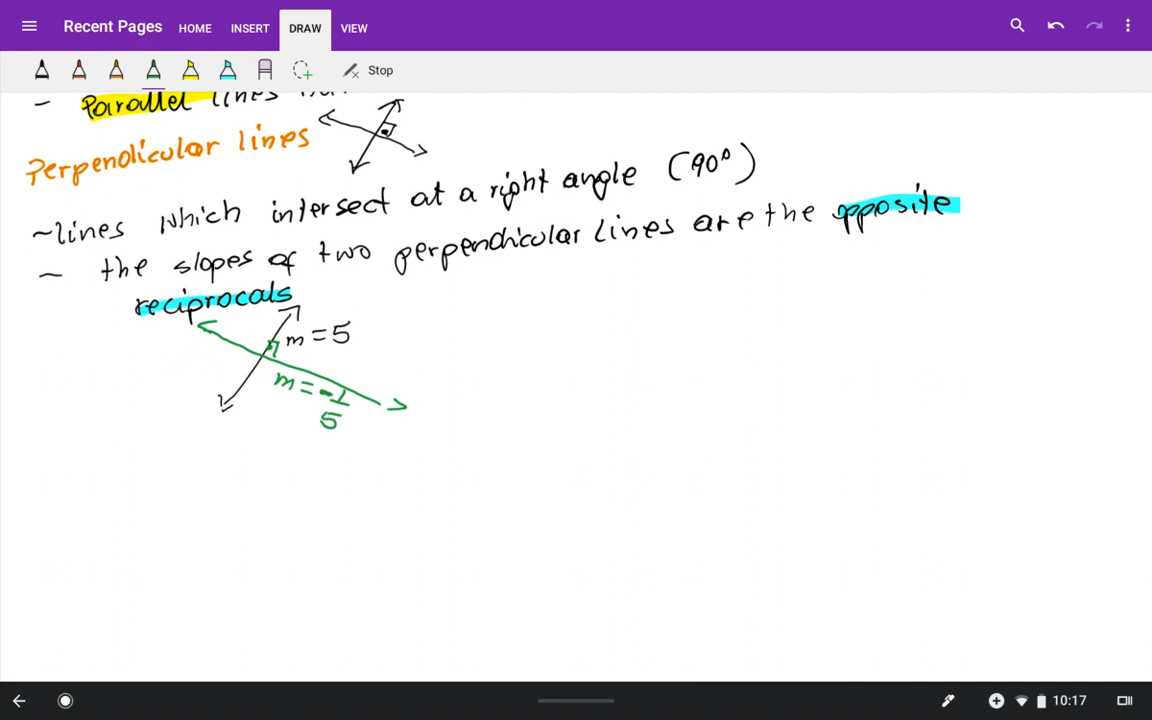 Recent Pages HOME INSERT DRAW VIEW
Stop
- Parallel lines
Perpendicular lines
~lines which intersect at a right angle (90°)
~ the slopes of two perpendicular lines are the opposite
reciprocals
m = 5
m = -1
5
10:17